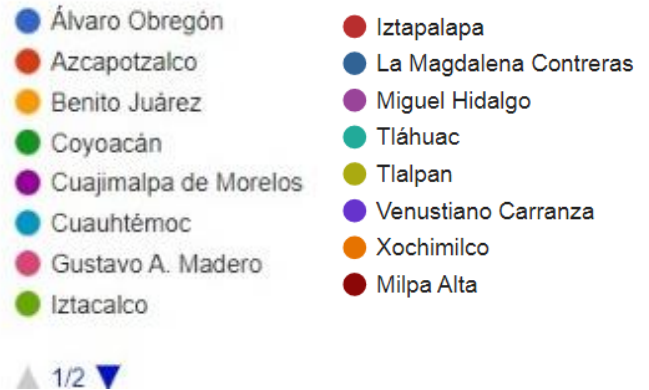 Álvaro Obregón
Azcapotzalco
Benito Juárez
Coyoacán
Cuajimalpa de Morelos
Cuauhtémoc
Gustavo A. Madero
Iztacalco
1/2
Iztapalapa
La Magdalena Contreras
Miguel Hidalgo
Tláhuac
Tlalpan
Venustiano Carranza
Xochimilco
Milpa Alta